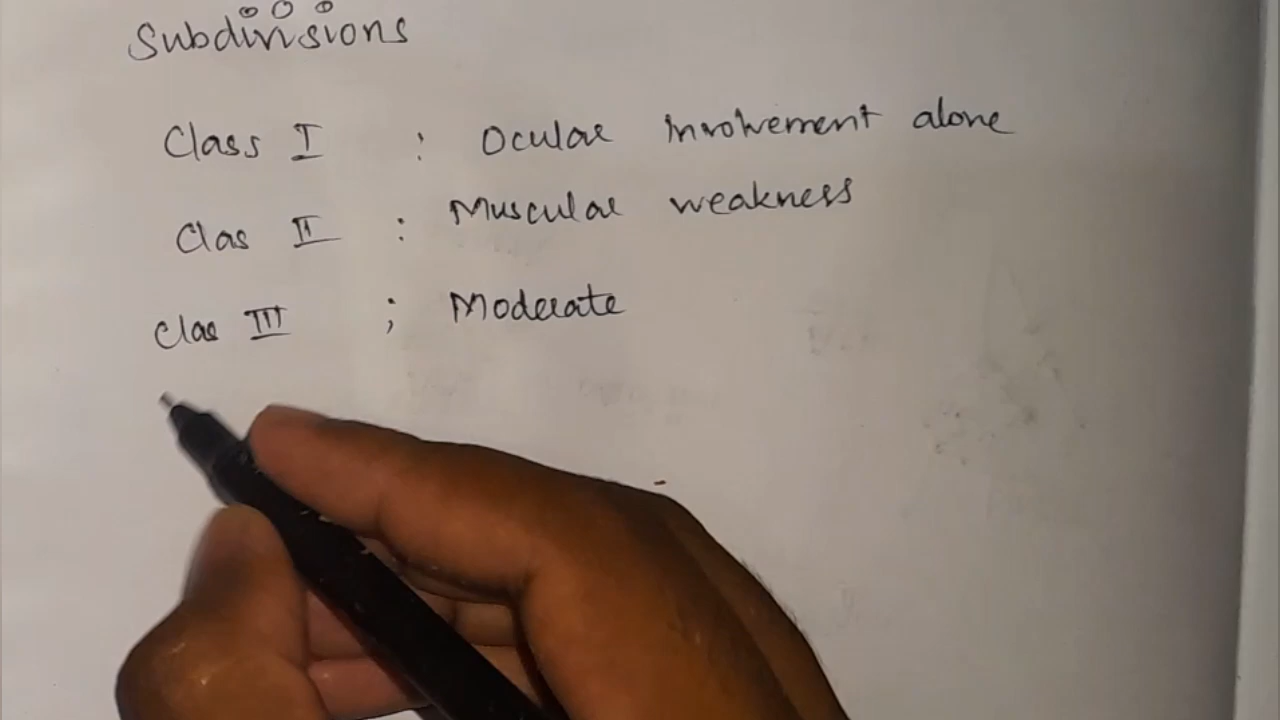 Subdivisions
Class I : Ocular involvement alone
Clas II : Muscular weakness
Clas III ; Moderate